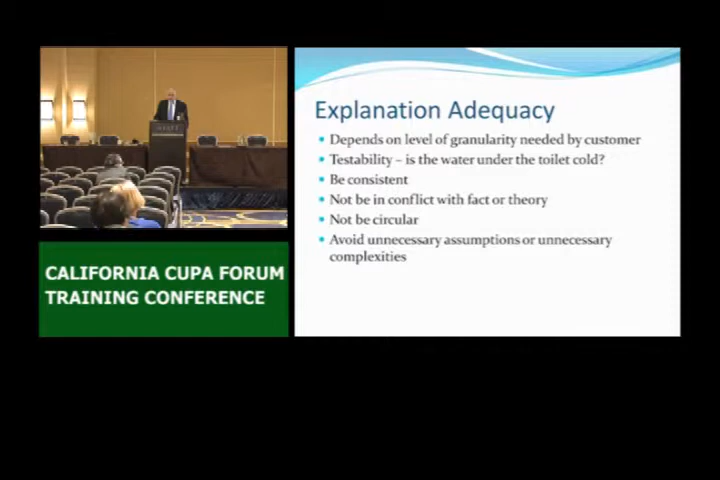 HYATT
CALIFORNIA CUPA FORUM
TRAINING CONFERENCE
Explanation Adequacy
• Depends on level of granularity needed by customer
• Testability – is the water under the toilet cold?
• Be consistent
• Not be in conflict with fact or theory
• Not be circular
• Avoid unnecessary assumptions or unnecessary
complexities